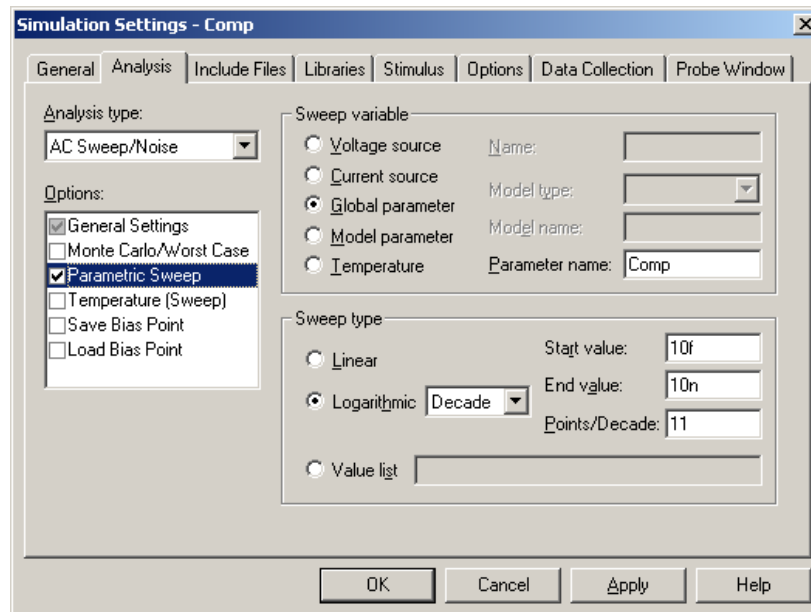 Simulation Settings - Comp
General Analysis Include Files Libraries Stimulus Options Data Collection Probe Window
Analysis type:
AC Sweep/Noise
Options:
General Settings
Monte Carlo/Worst Case
Parametric Sweep
Temperature (Sweep)
Save Bias Point
Load Bias Point
Sweep variable
Voltage source
Current source
Global parameter
Model parameter
Temperature
Name:
Model type:
Model name:
Parameter name: Comp
Sweep type
Linear
Logarithmic Decade
Value list
Start value: 10f
End value: 10n
Points/Decade: 11
OK Cancel Apply Help